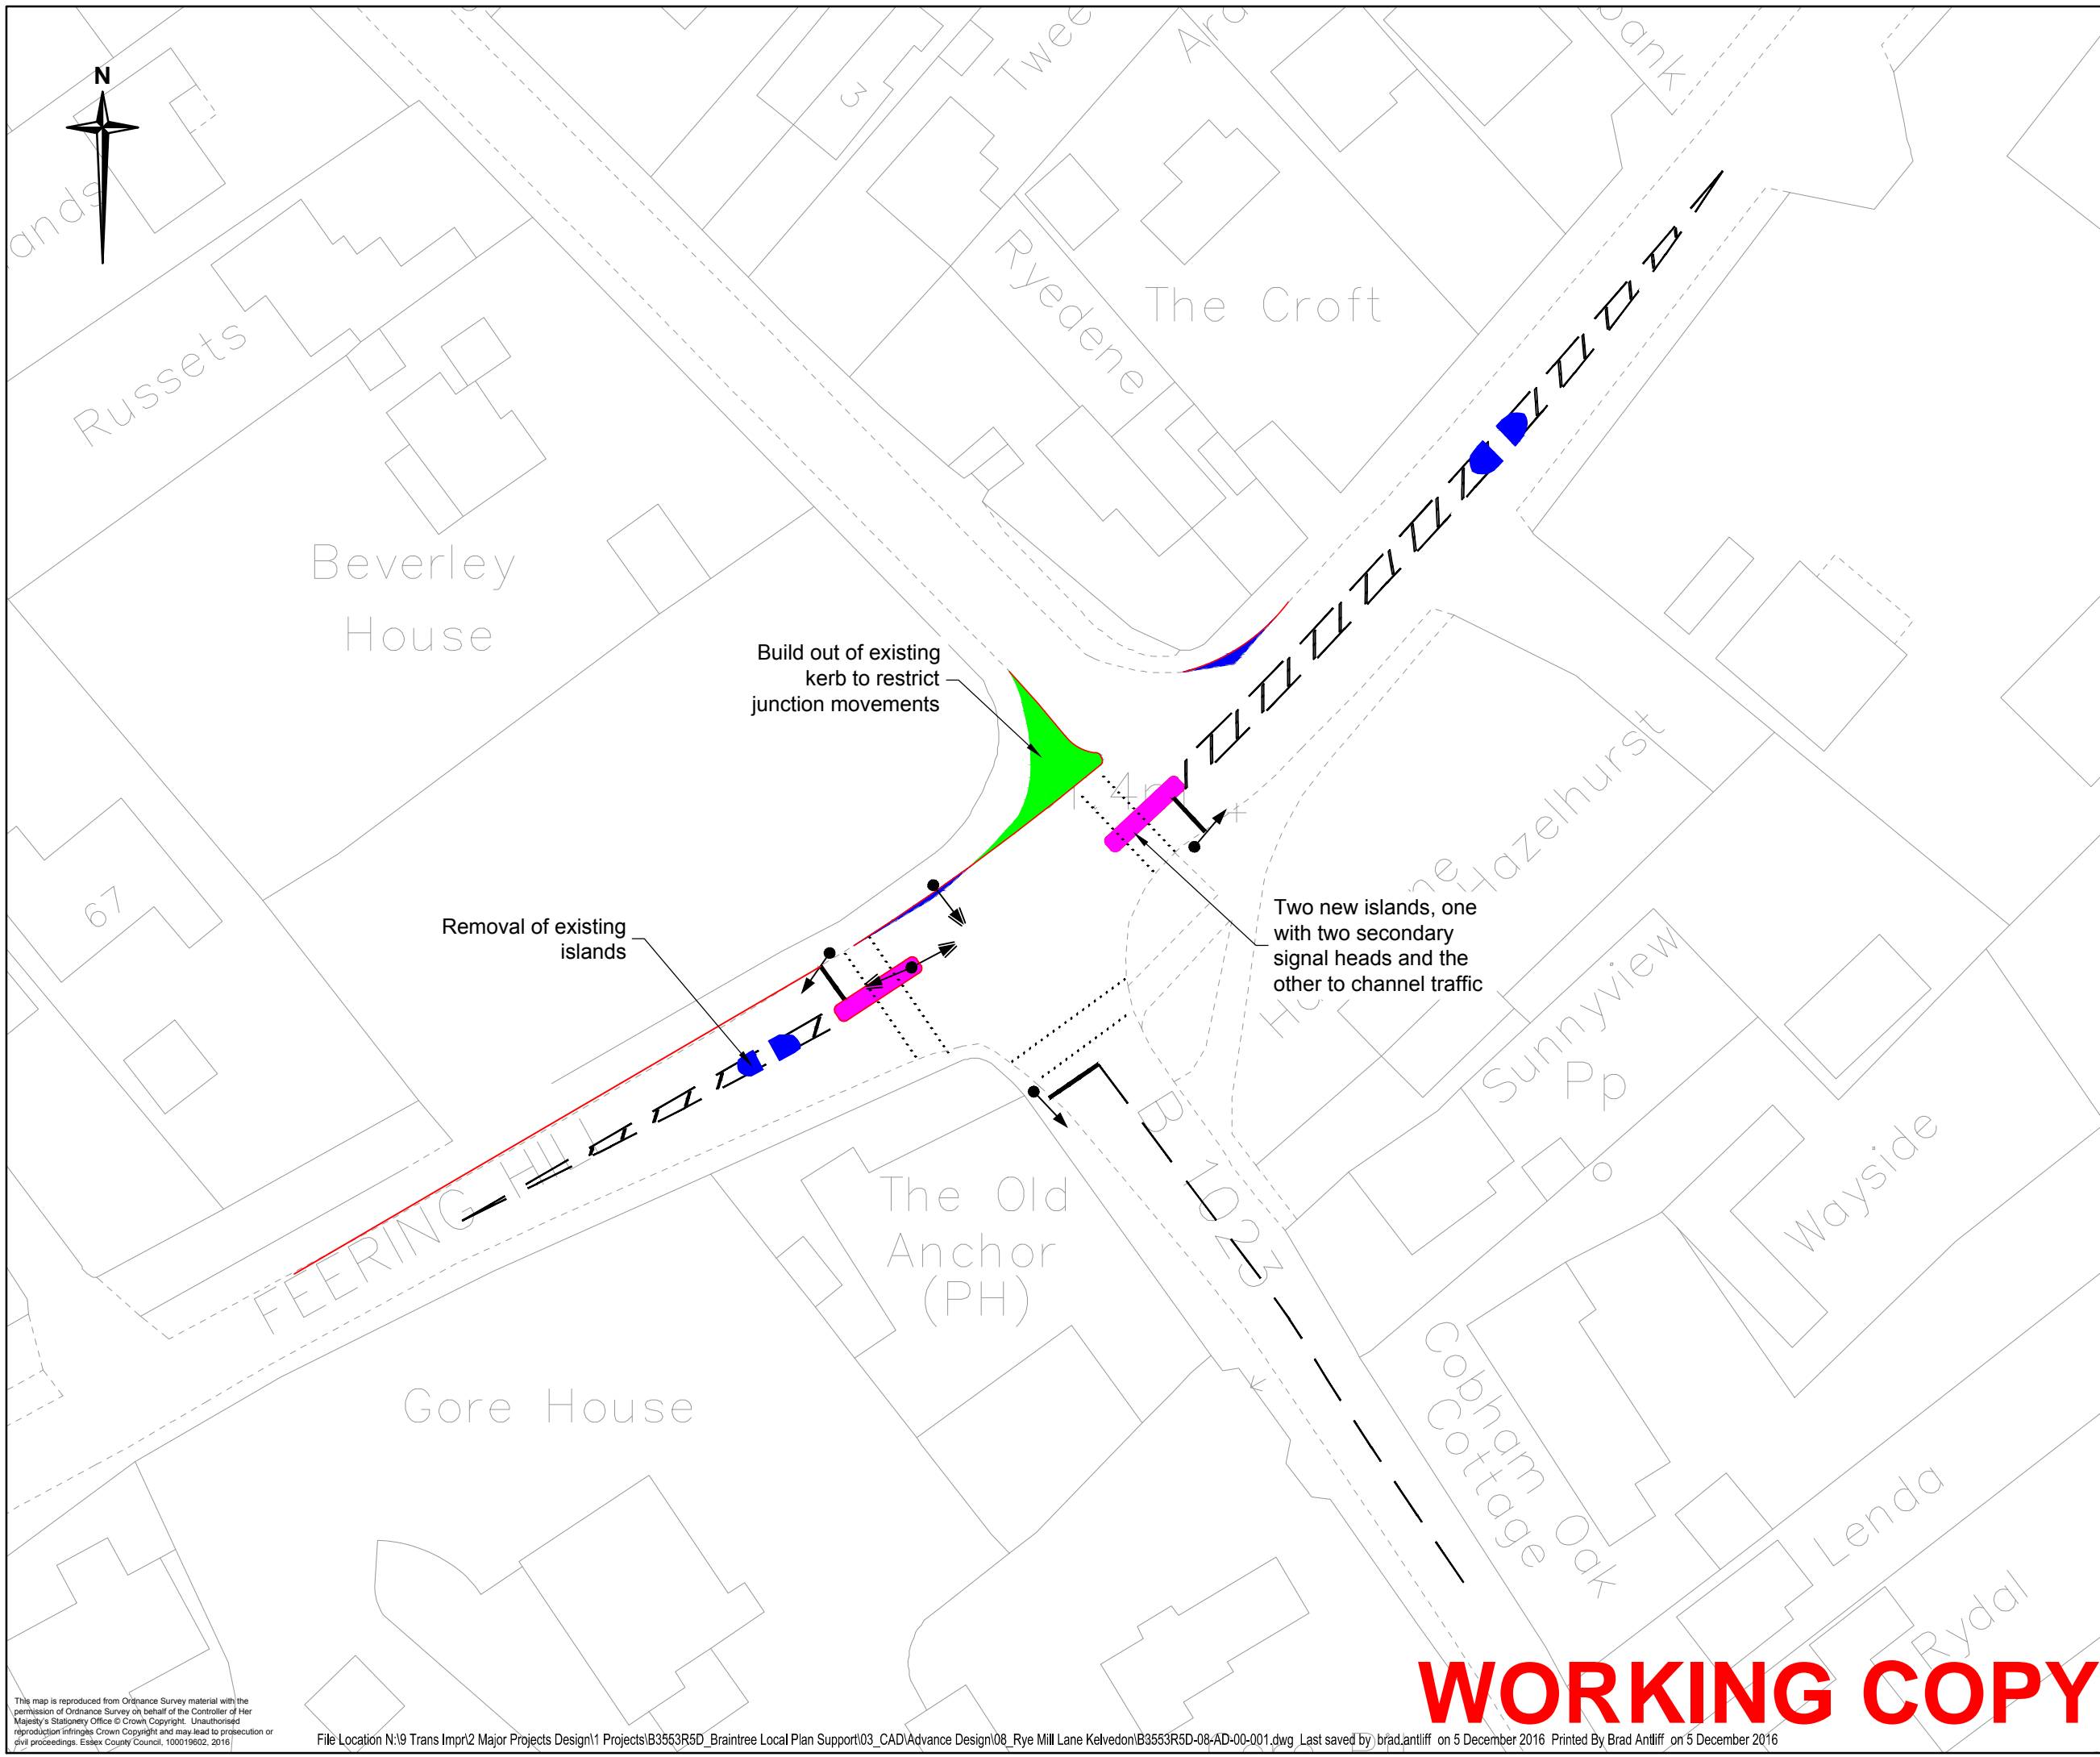 N
3
Russets
Ryedene
The Croft
Beverley
House
Build out of existing
kerb to restrict
junction movements
67
Removal of existing
islands
Hazelhurst
Two new islands, one
with two secondary
signal heads and the
other to channel traffic
Sunnyview
Pp
FEERING HILL
B 1023
The Old
Anchor
(PH)
Wayside
Gore House
Cobham Oak
Cottage
Lenda
Rydal
WORKING COPY
This map is reproduced from Ordnance Survey material with the
permission of Ordnance Survey on behalf of the Controller of Her
Majesty's Stationery Office © Crown Copyright. Unauthorised
reproduction infringes Crown Copyright and may lead to prosecution or
civil proceedings. Essex County Council, 100019602, 2016
File Location N:\9 Trans Impr\2 Major Projects Design\1 Projects\B3553R5D_Braintree Local Plan Support\03_CAD\Advance Design\08_Rye Mill Lane Kelvedon\B3553R5D-08-AD-00-001.dwg Last saved by brad.antliff on 5 December 2016 Printed By Brad Antliff on 5 December 2016